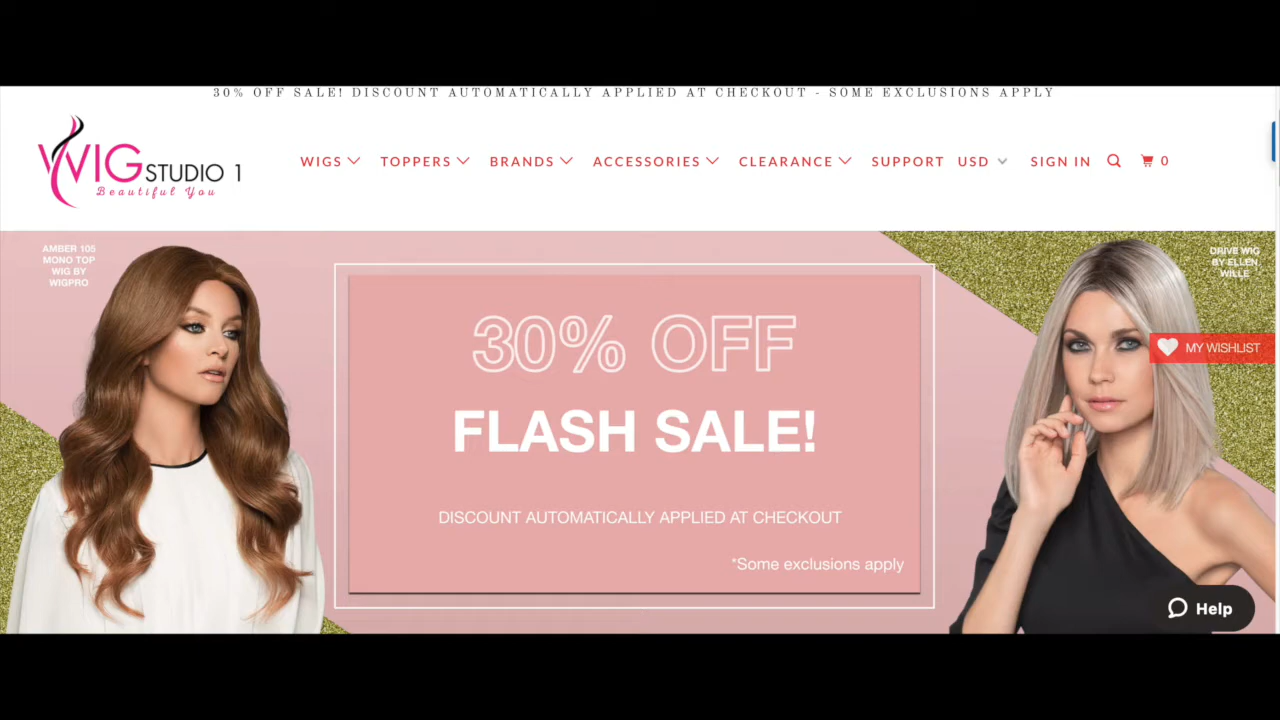 30% OFF SALE! DISCOUNT AUTOMATICALLY APPLIED AT CHECKOUT - SOME EXCLUSIONS APPLY
WIG STUDIO 1
Beautiful You
WIGS TOPPERS BRANDS ACCESSORIES CLEARANCE SUPPORT USD SIGN IN 0
AMBER 105
MONO TOP
WIG BY
WIGPRO
30% OFF
FLASH SALE!
DISCOUNT AUTOMATICALLY APPLIED AT CHECKOUT
*Some exclusions apply
DRIVE WIG
BY ELLEN
WILLE
MY WISHLIST
Help